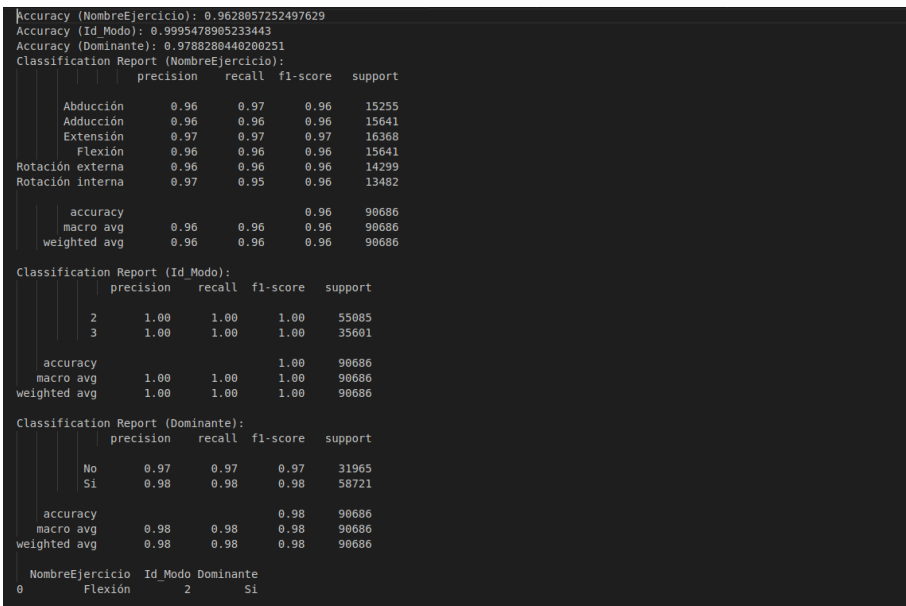 Accuracy (NombreEjercicio): 0.9628057252497629
Accuracy (Id_Modo): 0.9995478905233443
Accuracy (Dominante): 0.9788280440200251
Classification Report (NombreEjercicio):
precision recall f1-score support
Abducción 0.96 0.97 0.96 15255
Adducción 0.96 0.96 0.96 15641
Extensión 0.97 0.97 0.97 16368
Flexión 0.96 0.96 0.96 15641
Rotación externa 0.96 0.96 0.96 14299
Rotación interna 0.97 0.95 0.96 13482
accuracy 0.96 90686
macro avg 0.96 0.96 0.96 90686
weighted avg 0.96 0.96 0.96 90686
Classification Report (Id_Modo):
precision recall f1-score support
2 1.00 1.00 1.00 55085
3 1.00 1.00 1.00 35601
accuracy 1.00 90686
macro avg 1.00 1.00 1.00 90686
weighted avg 1.00 1.00 1.00 90686
Classification Report (Dominante):
precision recall f1-score support
No 0.97 0.97 0.97 31965
Si 0.98 0.98 0.98 58721
accuracy 0.98 90686
macro avg 0.98 0.98 0.98 90686
weighted avg 0.98 0.98 0.98 90686
NombreEjercicio Id_Modo Dominante
0 Flexión 2 Si